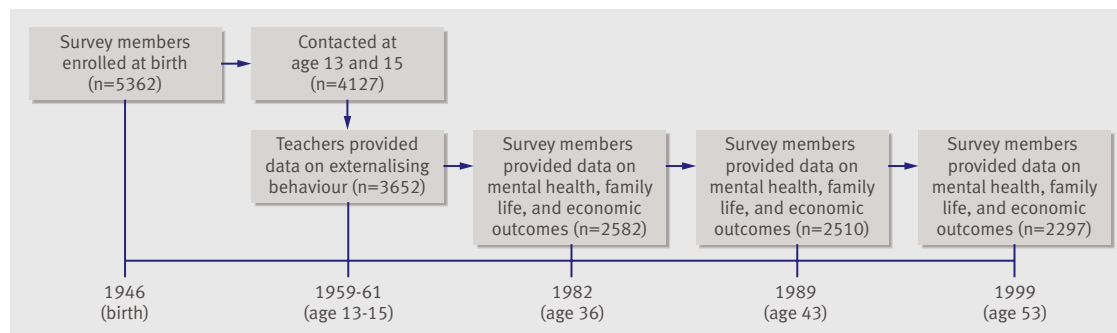 Survey members
enrolled at birth
(n=5362)
Contacted at
age 13 and 15
(n=4127)
Teachers provided
data on externalising
behaviour (n=3652)
Survey members
provided data on
mental health, family
life, and economic
outcomes (n=2582)
Survey members
provided data on
mental health, family
life, and economic
outcomes (n=2510)
Survey members
provided data on
mental health, family
life, and economic
outcomes (n=2297)
1946
(birth)
1959-61
(age 13-15)
1982
(age 36)
1989
(age 43)
1999
(age 53)